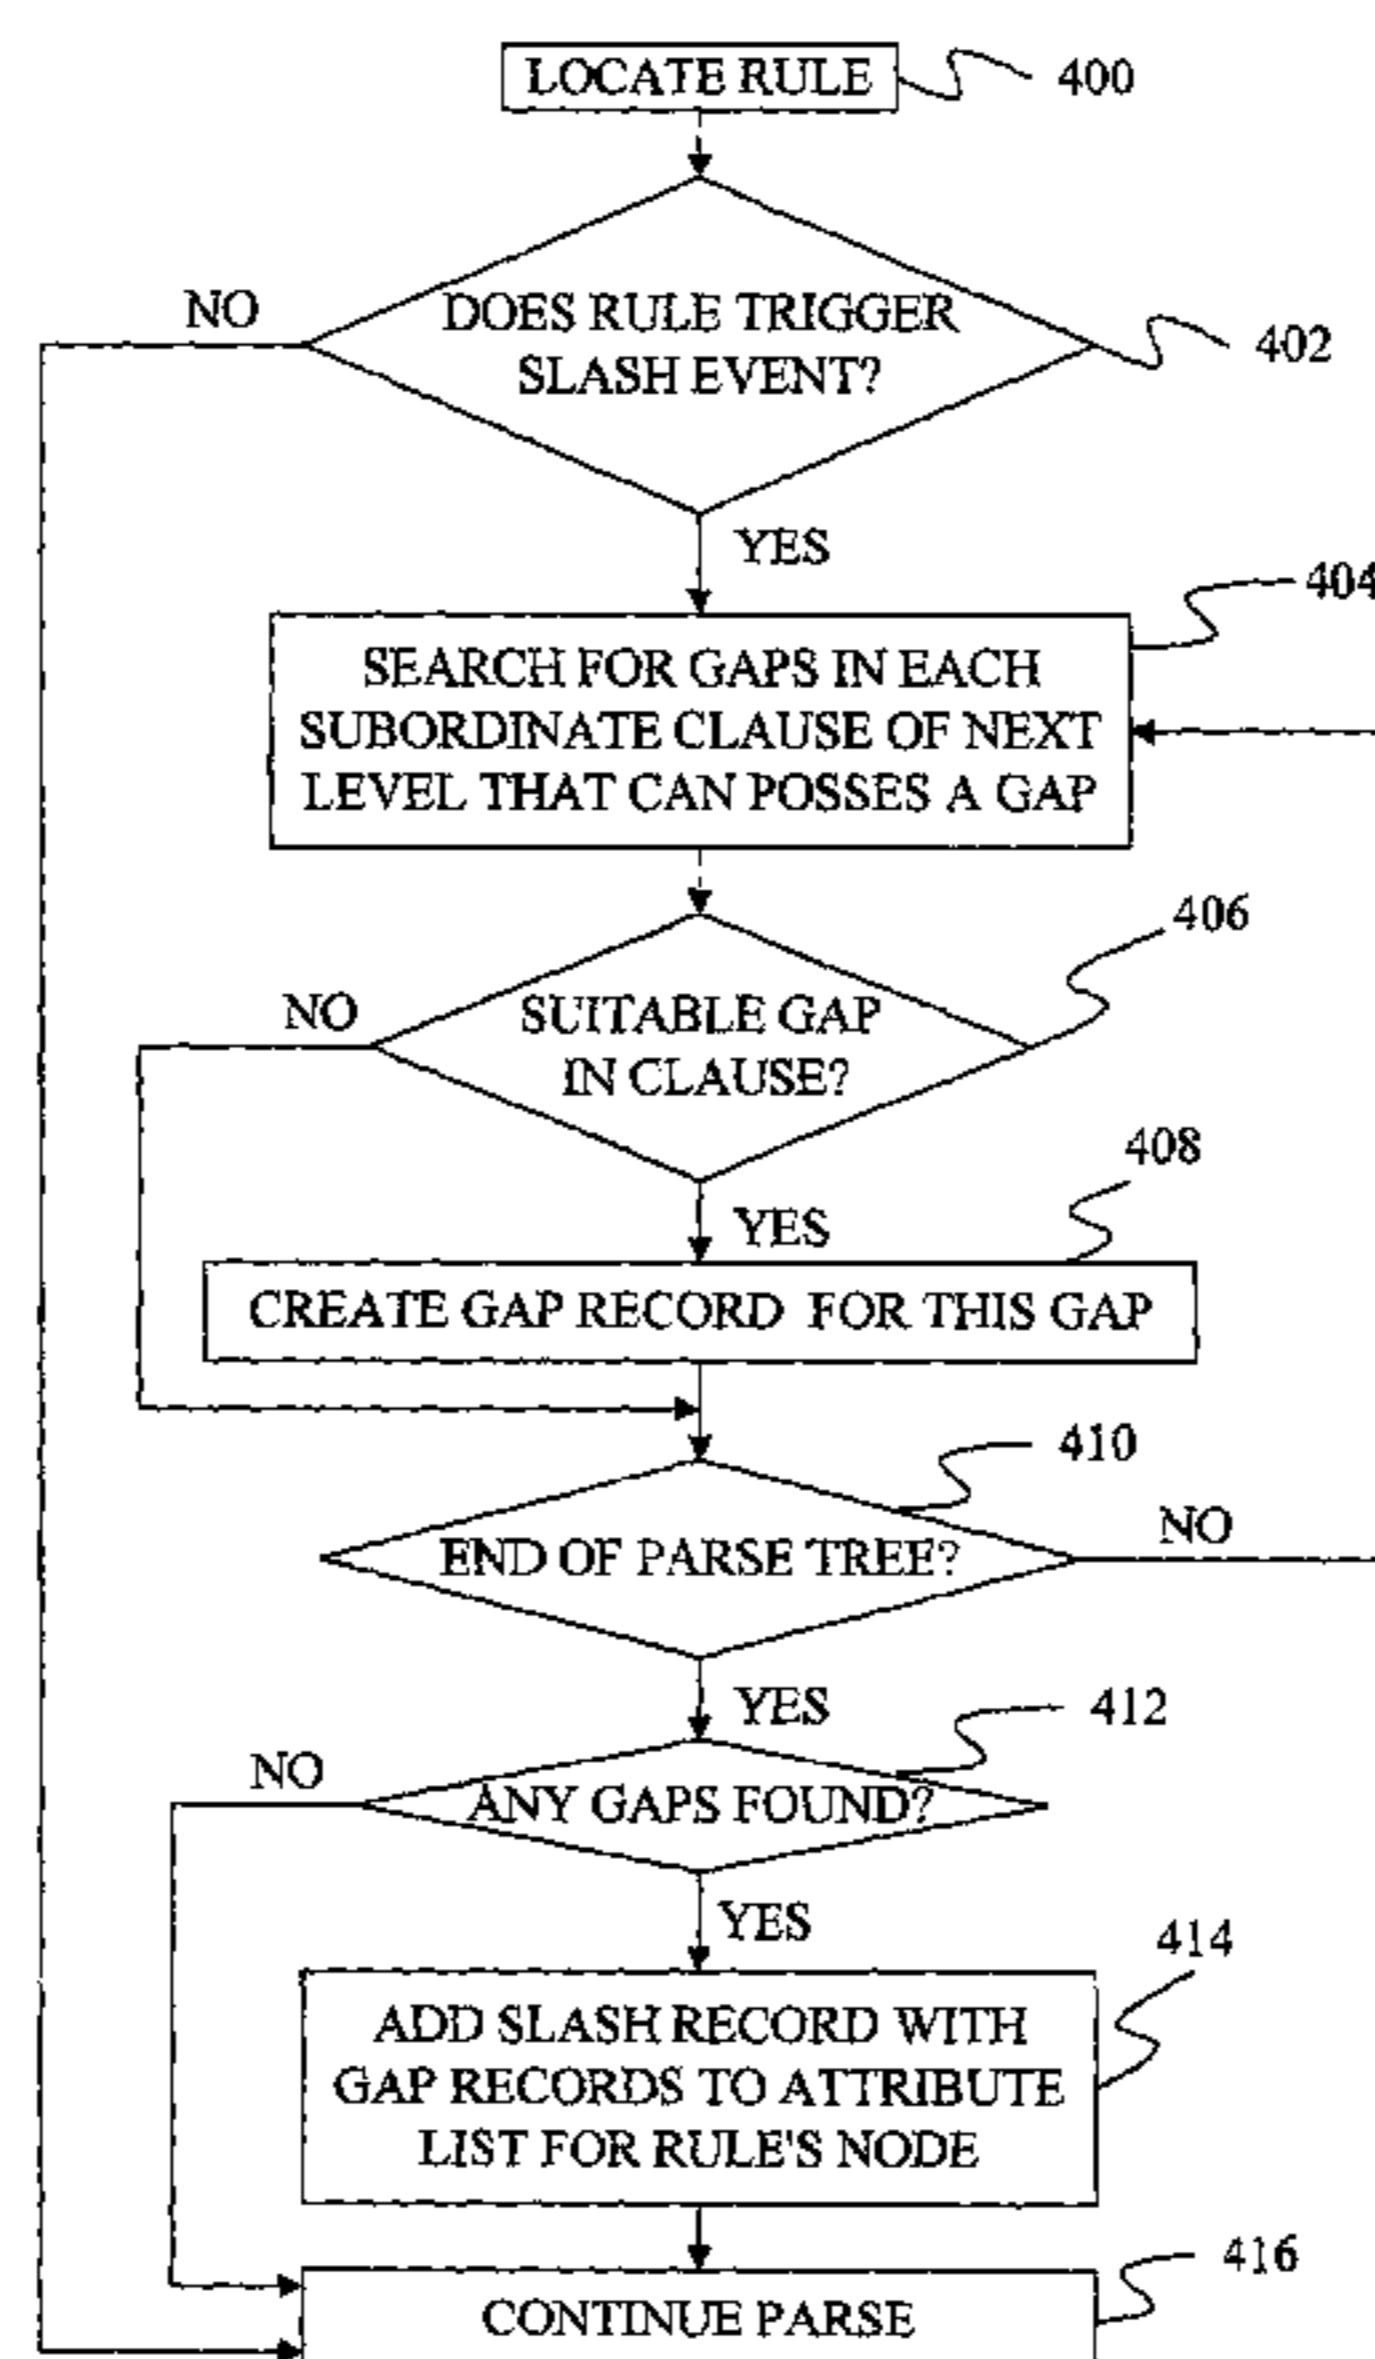 LOCATE RULE
400
DOES RULE TRIGGER
SLASH EVENT?
402
NO
YES
404
SEARCH FOR GAPS IN EACH
SUBORDINATE CLAUSE OF NEXT
LEVEL THAT CAN POSSES A GAP
406
SUITABLE GAP
IN CLAUSE?
NO
YES
408
CREATE GAP RECORD FOR THIS GAP
410
END OF PARSE TREE?
NO
YES
412
ANY GAPS FOUND?
NO
YES
414
ADD SLASH RECORD WITH
GAP RECORDS TO ATTRIBUTE
LIST FOR RULE'S NODE
416
CONTINUE PARSE